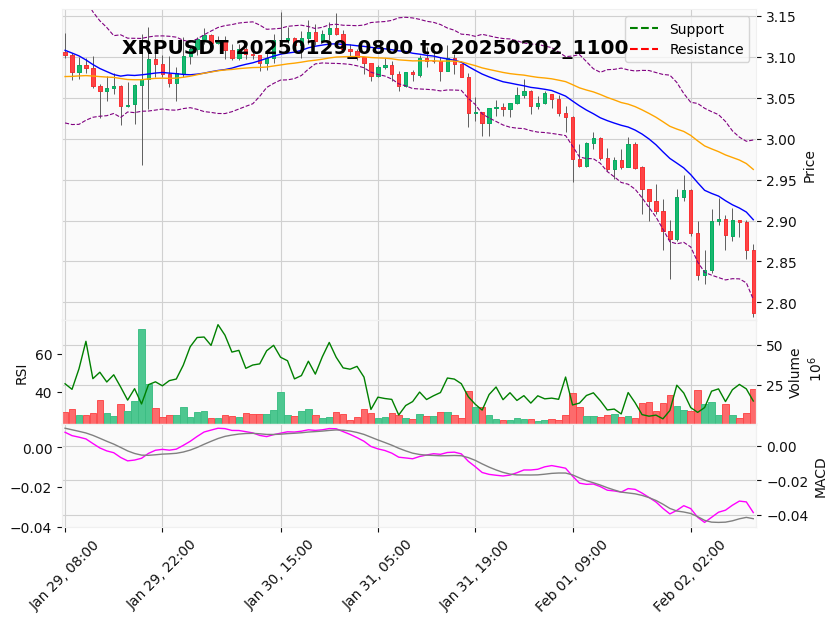 XRPUSDT_20250129_0800 to 20250202_1100
Support
Resistance
3.15
3.10
3.05
3.00
2.95
2.90
2.85
2.80
Price
60
40
RSI
50
25
Volume
10^6
0.00
−0.02
−0.04
0.00
−0.02
−0.04
MACD
Jan 29, 08:00
Jan 29, 22:00
Jan 30, 15:00
Jan 31, 05:00
Jan 31, 19:00
Feb 01, 09:00
Feb 02, 02:00